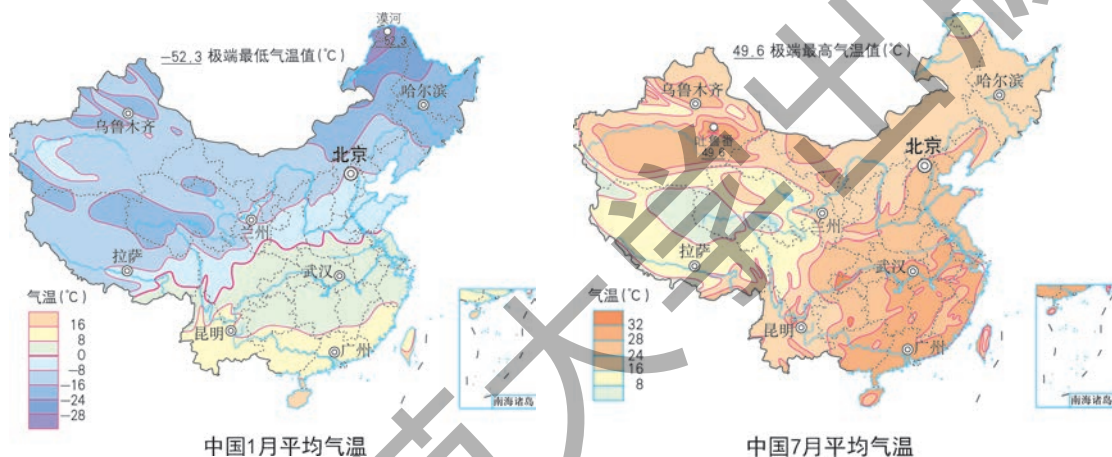 漠河
-52.3
-52.3 极端最低气温值(℃)
哈尔滨
乌鲁木齐
北京
兰州
拉萨
武汉
昆明
广州
气温(℃)
16
8
0
-8
-16
-24
-28
南海诸岛
中国1月平均气温
49.6 极端最高气温值(℃)
哈尔滨
乌鲁木齐
吐鲁番
49.6
北京
兰州
拉萨
武汉
昆明
广州
气温(℃)
32
28
24
16
8
南海诸岛
中国7月平均气温
范大学出版